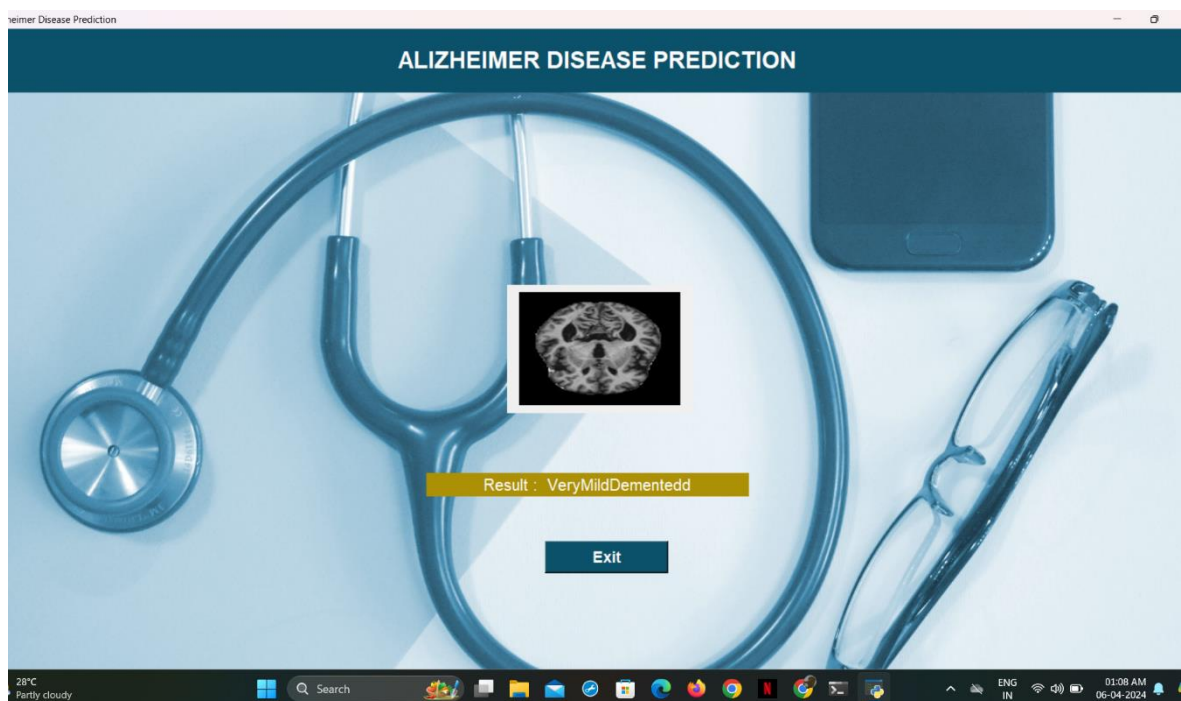 heimer Disease Prediction
ALIZHEIMER DISEASE PREDICTION
Result : VeryMildDementedd
Exit
28°C
Partly cloudy
Search
ENG
IN
01:08 AM
06-04-2024